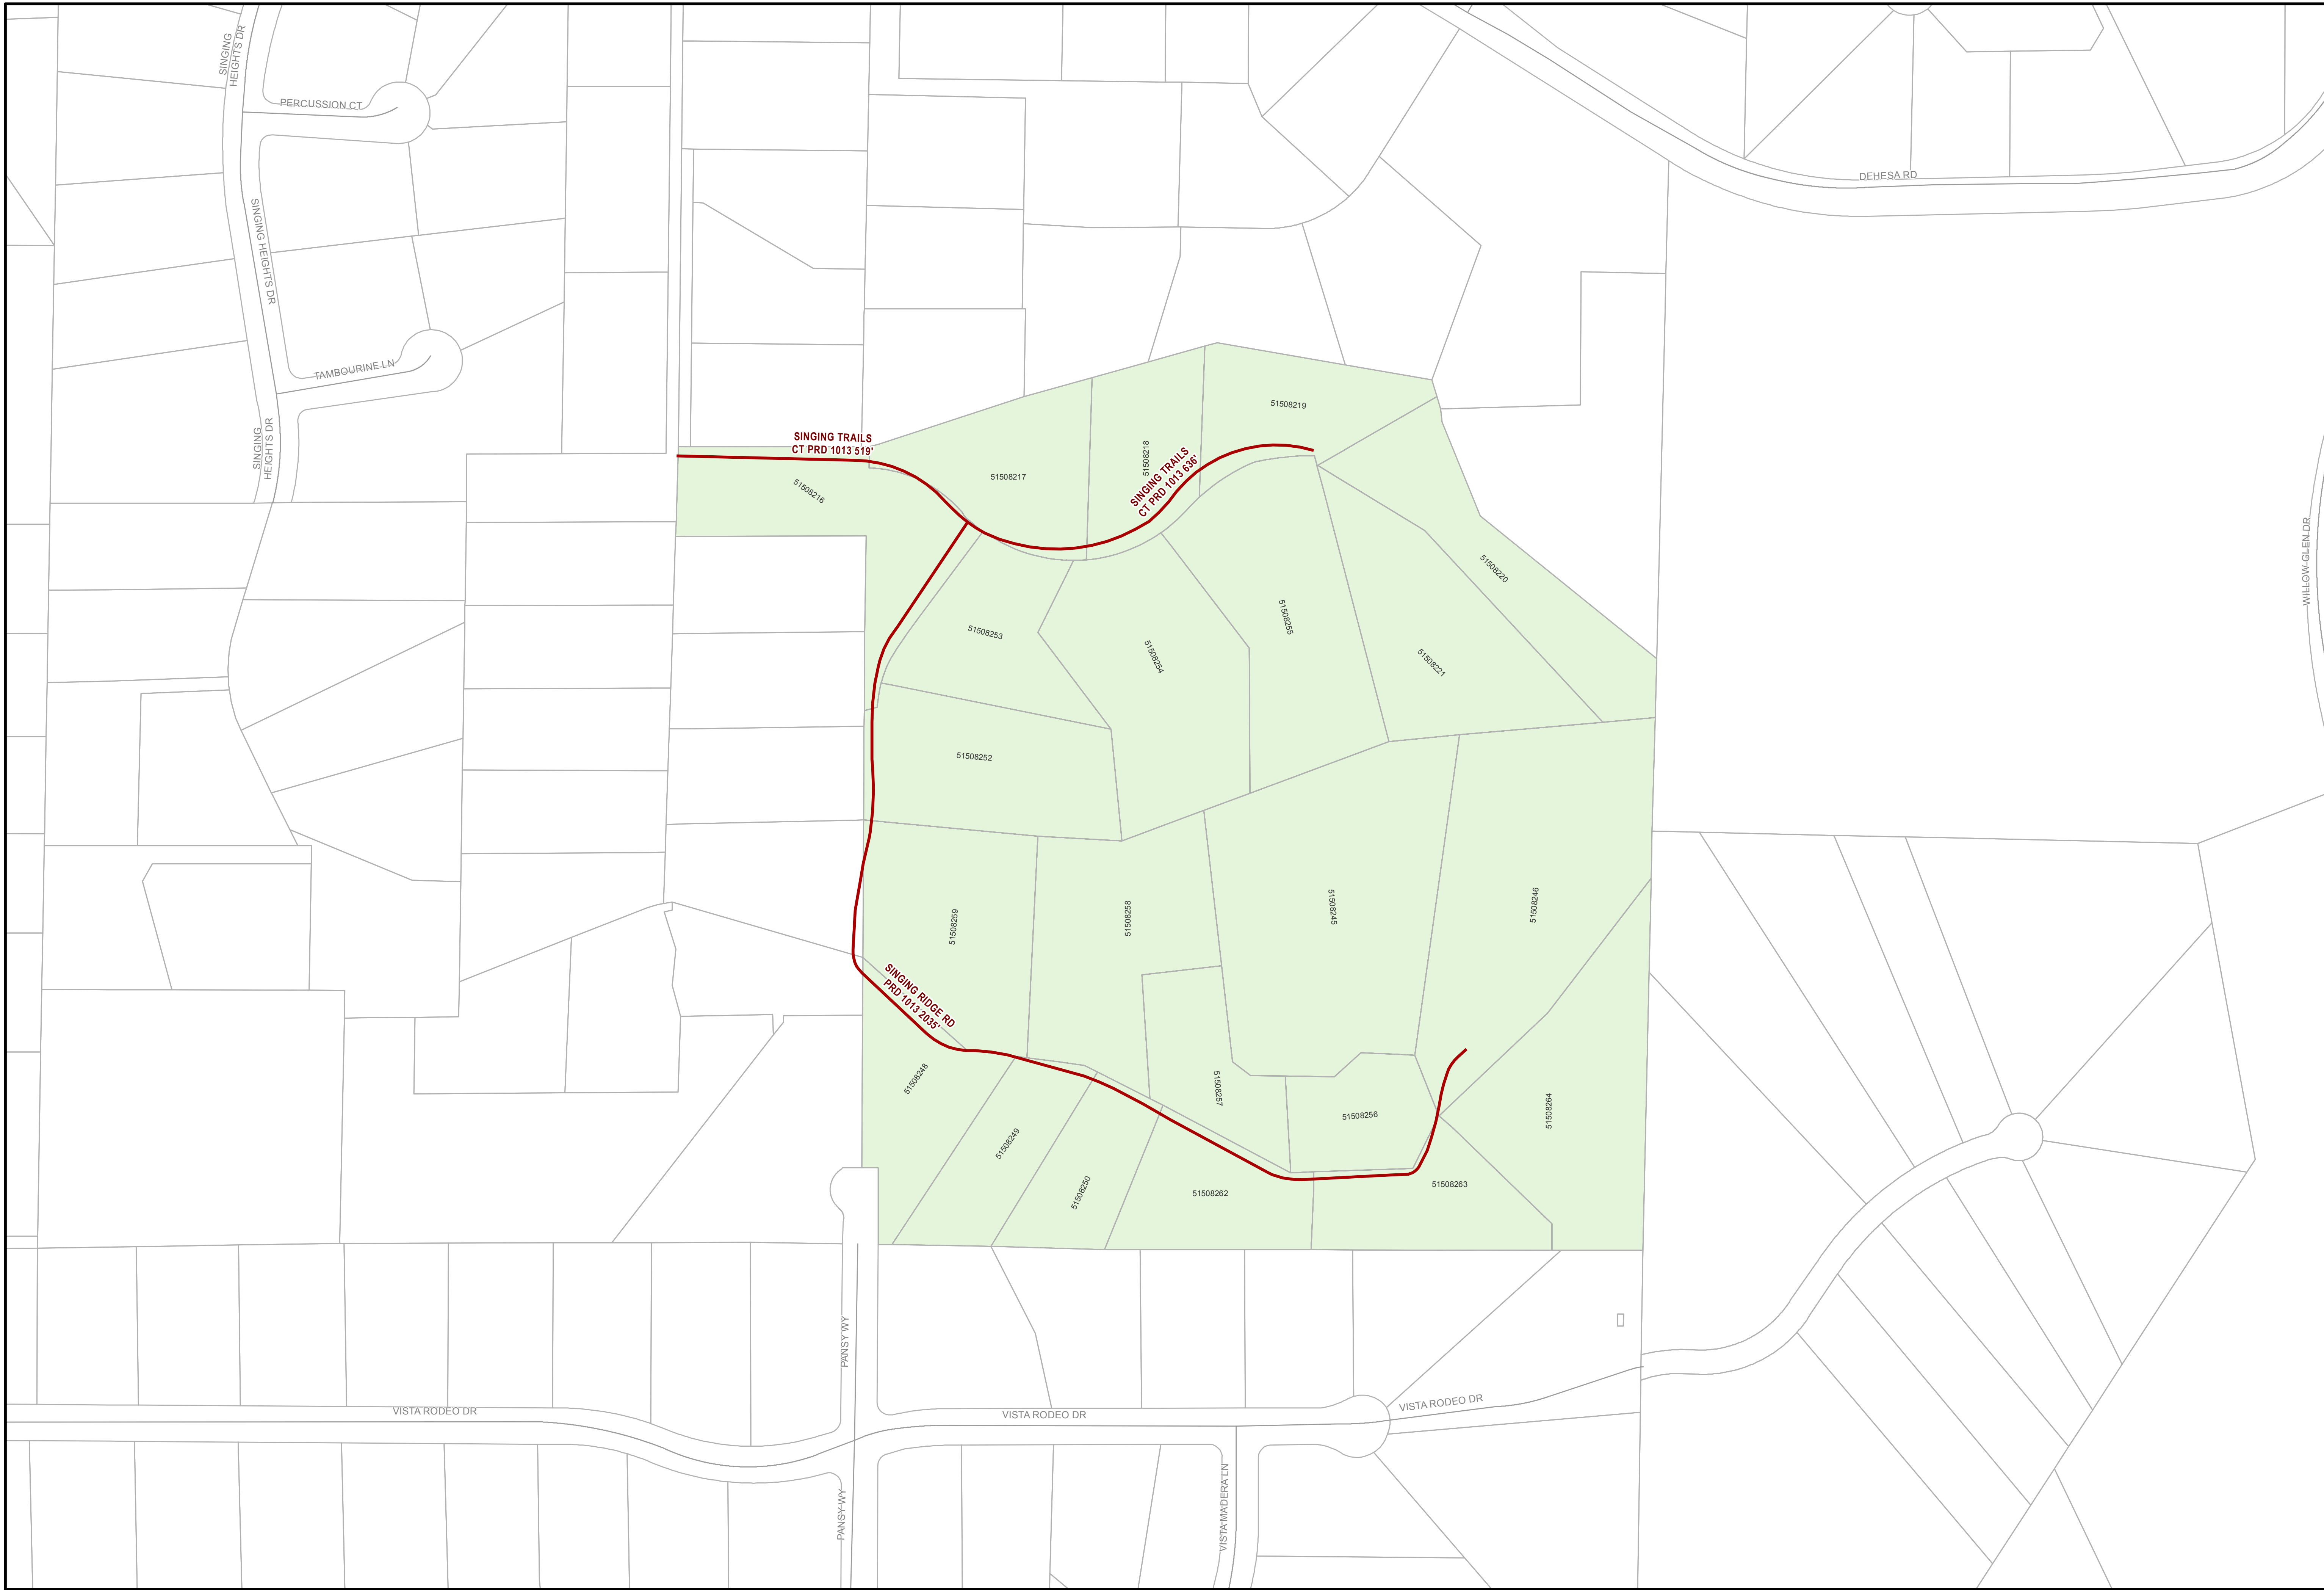 SINGING
HEIGHTS DR
PERCUSSION CT
DEHESA RD
SINGING HEIGHTS DR
TAMBOURINE LN
SINGING
HEIGHTS DR
SINGING TRAILS
CT PRD 1013 519'
51508219
51508218
SINGING TRAILS
CT PRD 1013 636'
51508217
51508216
51508220
WILLOW GLEN DR
51508253
51508254
51508255
51508221
51508252
51508259
51508258
51508245
51508246
SINGING RIDGE RD
PRD 1013 2035'
51508248
51508249
51508250
51508257
51508256
51508264
51508262
51508263
PANSY WY
VISTA RODEO DR
VISTA RODEO DR
VISTA RODEO DR
PANSY WY
VISTA MADERA LN